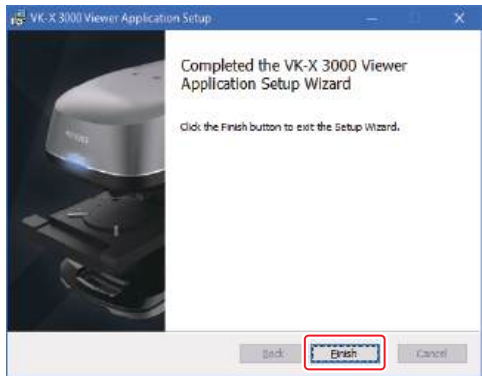 VK-X 3000 Viewer Application Setup
Completed the VK-X 3000 Viewer
Application Setup Wizard
Click the Finish button to exit the Setup Wizard.
KEYENCE
Back Finish Cancel